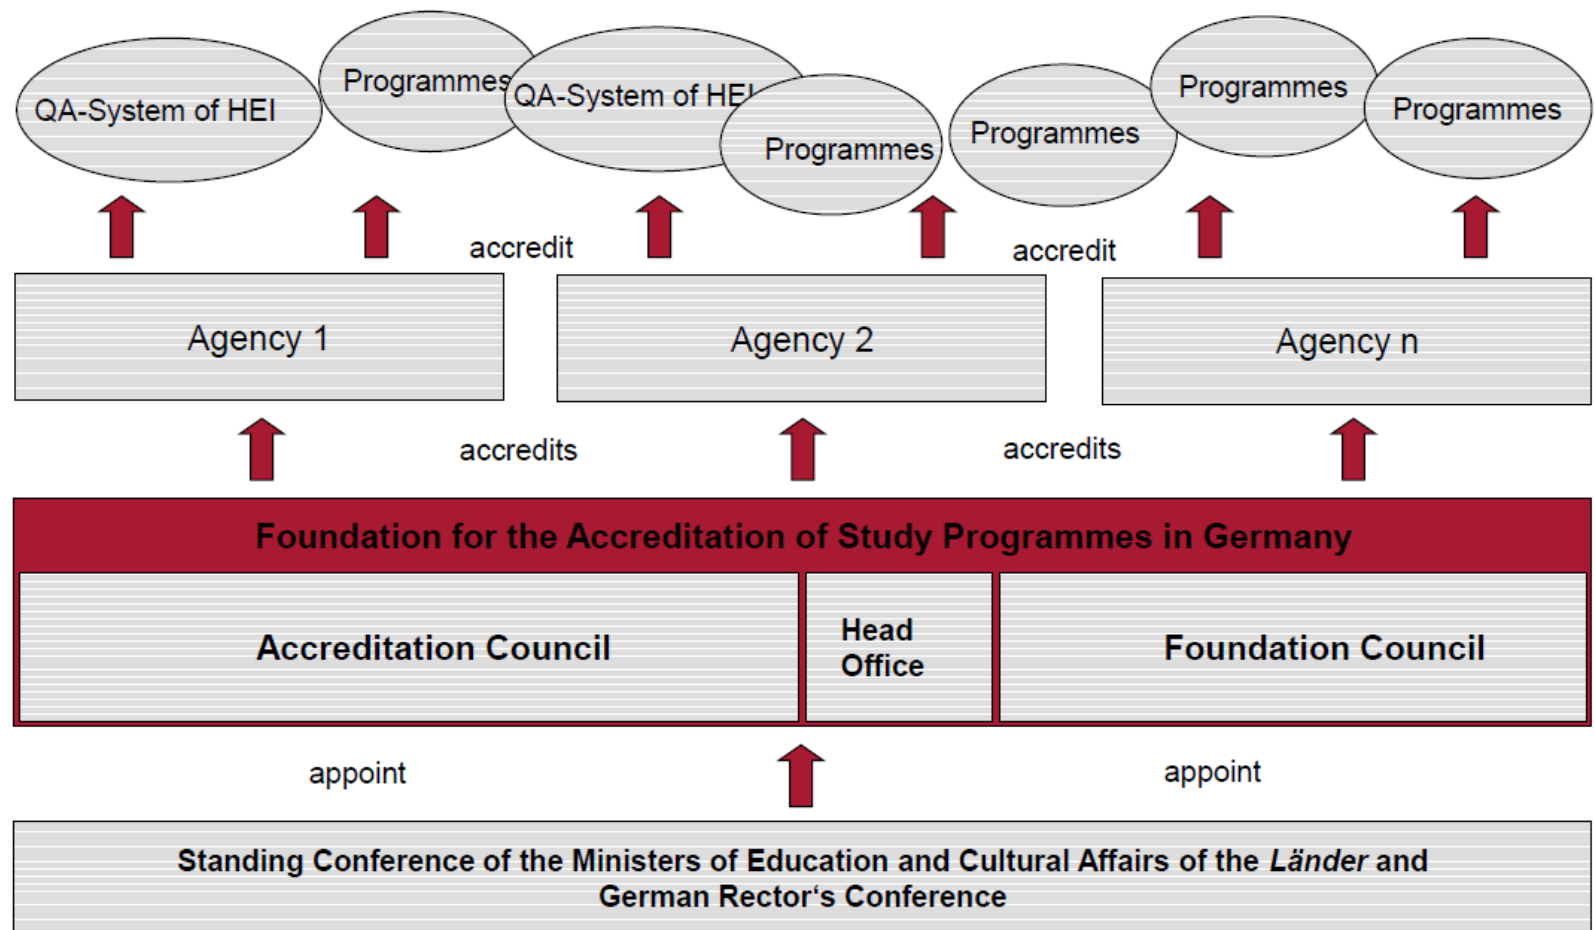 QA-System of HEI
Programmes
QA-System of HEI
Programmes
Programmes
Programmes
Programmes
accredit
accredit
Agency 1
Agency 2
Agency n
accredits
accredits
Foundation for the Accreditation of Study Programmes in Germany
Accreditation Council
Head
Office
Foundation Council
appoint
appoint
Standing Conference of the Ministers of Education and Cultural Affairs of the Länder and
German Rector‘s Conference